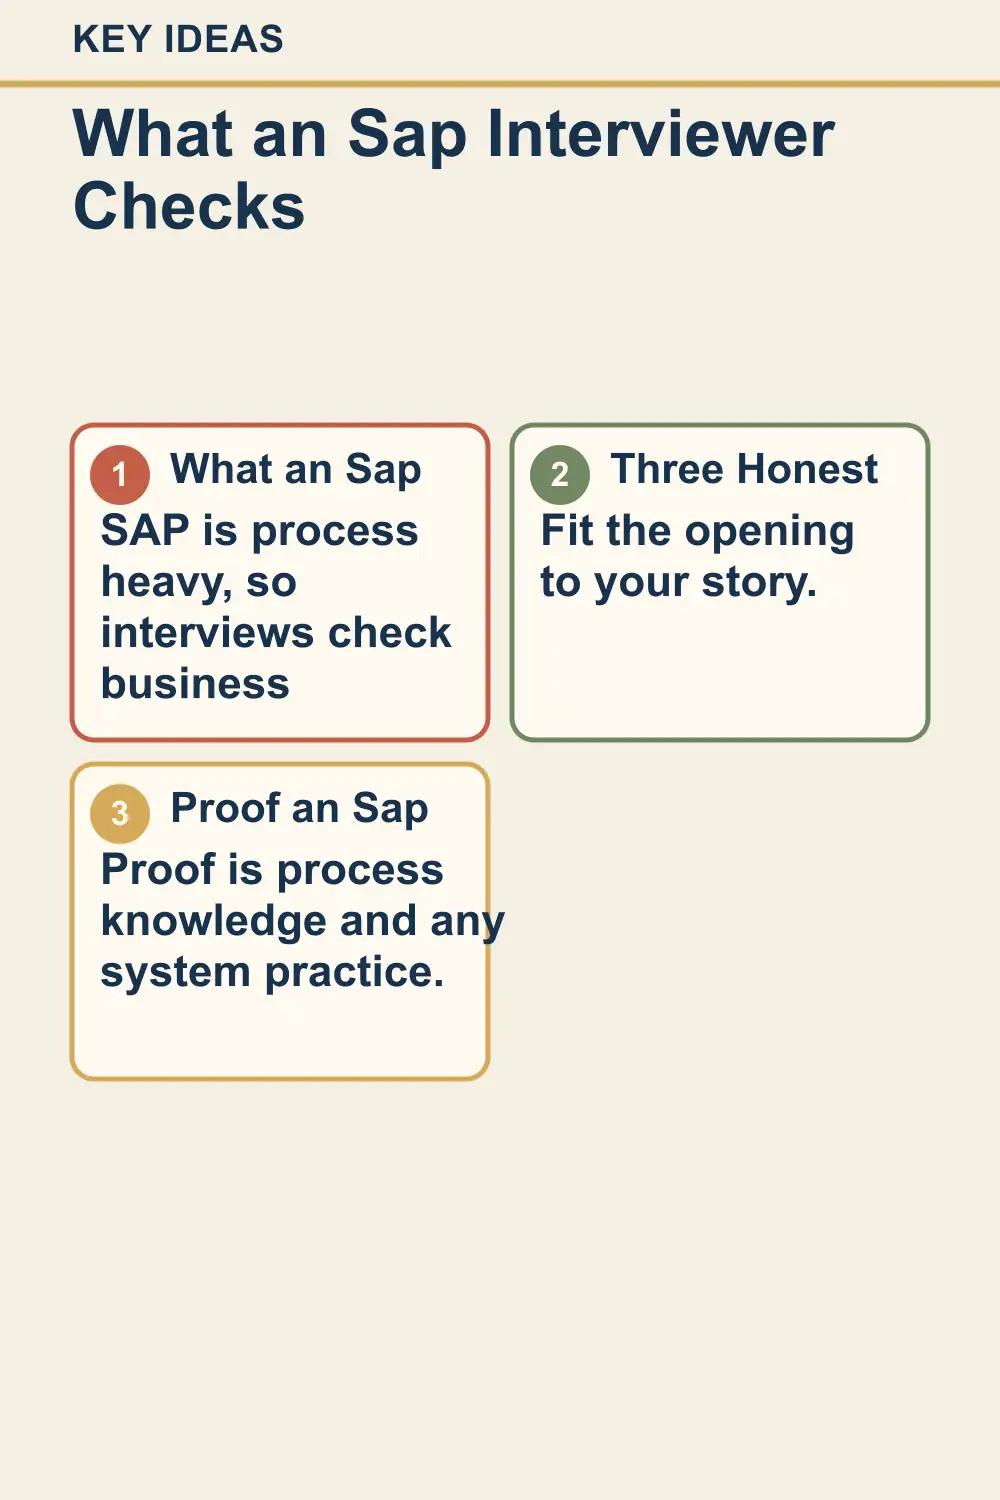 KEY IDEAS
What an Sap Interviewer
Checks
1 What an Sap
SAP is process
heavy, so
interviews check
business
2 Three Honest
Fit the opening
to your story.
3 Proof an Sap
Proof is process
knowledge and any
system practice.